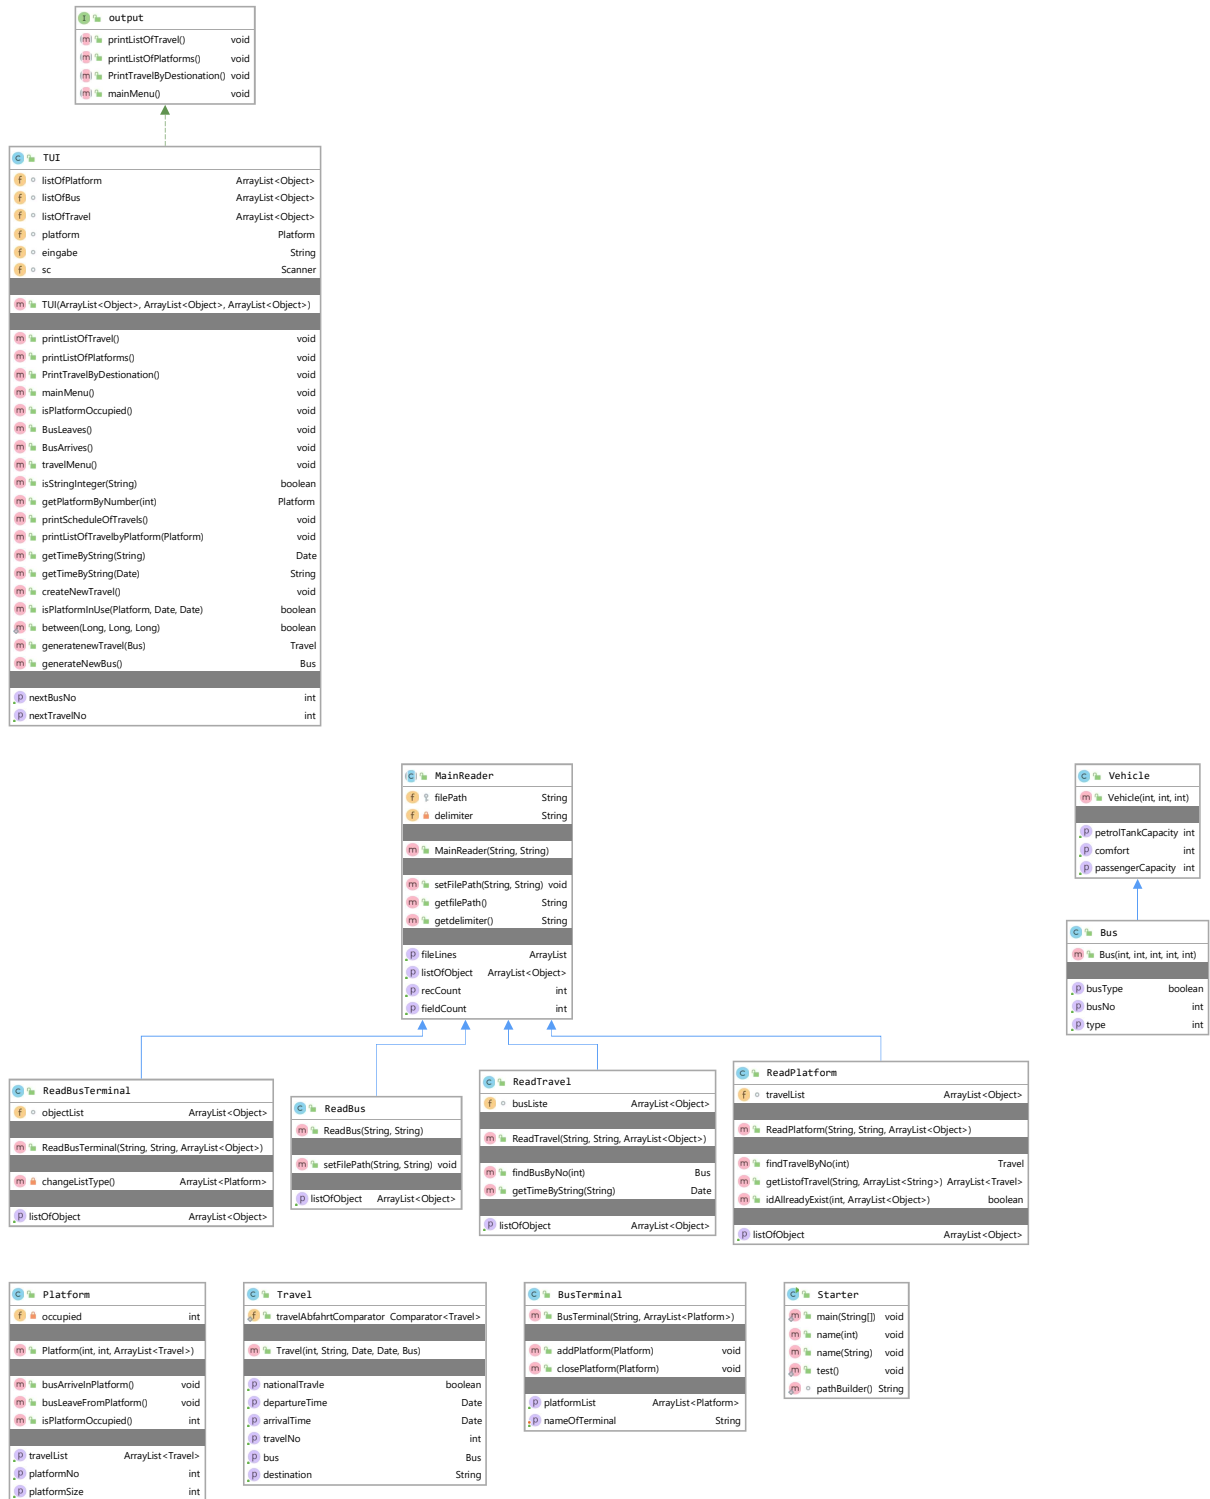 output
printListOfTravel() void
printListOfPlatforms() void
PrintTravelByDestionation() void
mainMenu() void
TUI
listOfPlatform ArrayList<Object>
listOfBus ArrayList<Object>
listOfTravel ArrayList<Object>
platform Platform
eingabe String
sc Scanner
TUI(ArrayList<Object>, ArrayList<Object>, ArrayList<Object>)
printListOfTravel() void
printListOfPlatforms() void
PrintTravelByDestionation() void
mainMenu() void
isPlatformOccupied() void
BusLeaves() void
BusArrives() void
travelMenu() void
isStringInteger(String) boolean
getPlatformByNumber(int) Platform
printScheduleOfTravels() void
printListOfTravelbyPlatform(Platform) void
getTimeByString(String) Date
getTimeByString(Date) String
createNewTravel() void
isPlatformInUse(Platform, Date, Date) boolean
between(Long, Long, Long) boolean
generatenewTravel(Bus) Travel
generateNewBus() Bus
nextBusNo int
nextTravelNo int
MainReader
filePath String
delimiter String
MainReader(String, String)
setFilePath(String, String) void
getfilePath() String
getdelimiter() String
fileLines ArrayList
listOfObject ArrayList<Object>
recCount int
fieldCount int
Vehicle
Vehicle(int, int, int)
petrolTankCapacity int
comfort int
passengerCapacity int
Bus
Bus(int, int, int, int, int)
busType boolean
busNo int
type int
ReadBusTerminal
objectList ArrayList<Object>
ReadBusTerminal(String, String, ArrayList<Object>)
changeListType() ArrayList<Platform>
listOfObject ArrayList<Object>
ReadBus
ReadBus(String, String)
setFilePath(String, String) void
listOfObject ArrayList<Object>
ReadTravel
busListe ArrayList<Object>
ReadTravel(String, String, ArrayList<Object>)
findBusByNo(int) Bus
getTimeByString(String) Date
listOfObject ArrayList<Object>
ReadPlatform
travelList ArrayList<Object>
ReadPlatform(String, String, ArrayList<Object>)
findTravelByNo(int) Travel
getListofTravel(String, ArrayList<String>) ArrayList<Travel>
idAllreadyExist(int, ArrayList<Object>) boolean
listOfObject ArrayList<Object>
Platform
occupied int
Platform(int, int, ArrayList<Travel>)
busArriveInPlatform() void
busLeaveFromPlatform() void
isPlatformOccupied() int
travelList ArrayList<Travel>
platformNo int
platformSize int
Travel
travelAbfahrtComparator Comparator<Travel>
Travel(int, String, Date, Date, Bus)
nationalTravle boolean
departureTime Date
arrivalTime Date
travelNo int
bus Bus
destination String
BusTerminal
BusTerminal(String, ArrayList<Platform>)
addPlatform(Platform) void
closePlatform(Platform) void
platformList ArrayList<Platform>
nameOfTerminal String
Starter
main(String[]) void
name(int) void
name(String) void
test() void
pathBuilder() String